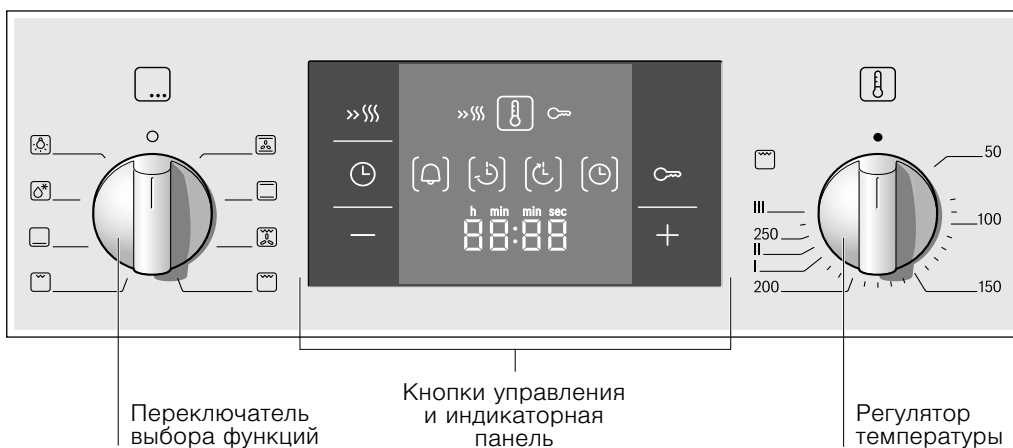 50
100
150
III
250
II
I
200
h min min sec
88:88
Переключатель
выбора функций
Кнопки управления
и индикаторная
панель
Регулятор
температуры